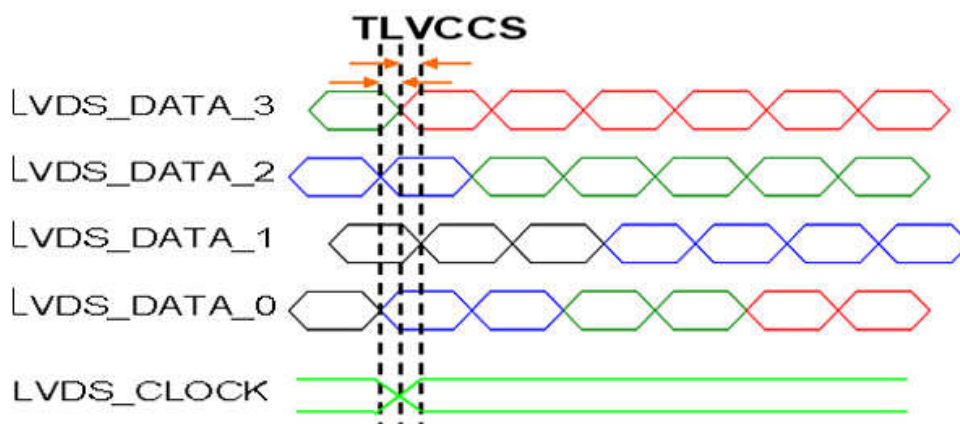 TLVCCS
LVDS_DATA_3
LVDS_DATA_2
LVDS_DATA_1
LVDS_DATA_0
LVDS_CLOCK